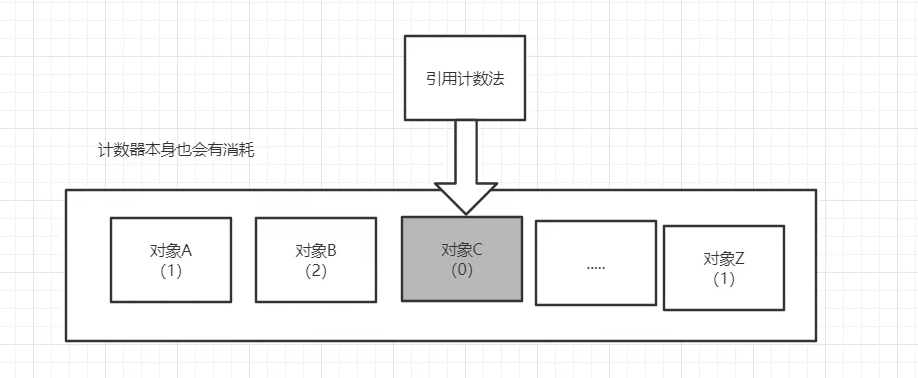 引用计数法
计数器本身也会有消耗
对象A
（1）
对象B
（2）
对象C
（0）
.....
对象Z
（1）